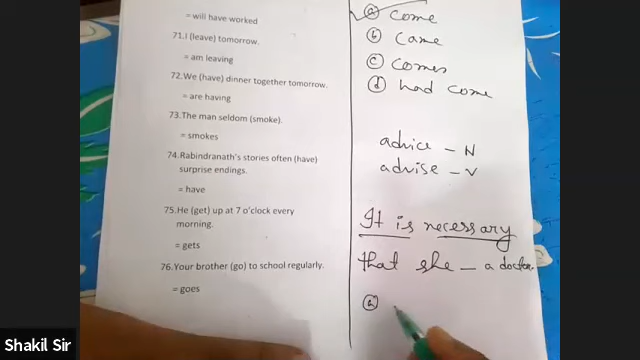 = will have worked
71.I (leave) tomorrow.
= am leaving
72.We (have) dinner together tomorrow.
= are having
73.The man seldom (smoke).
= smokes
74.Rabindranath's stories often (have)
surprise endings.
= have
75.He (get) up at 7 o'clock every
morning.
= gets
76.Your brother (go) to school regularly.
= goes
ⓐ come
ⓑ came
ⓒ comes
ⓓ had come
advice – N
advise – V
It is necessary
that she — a doctor.
ⓐ
Shakil Sir